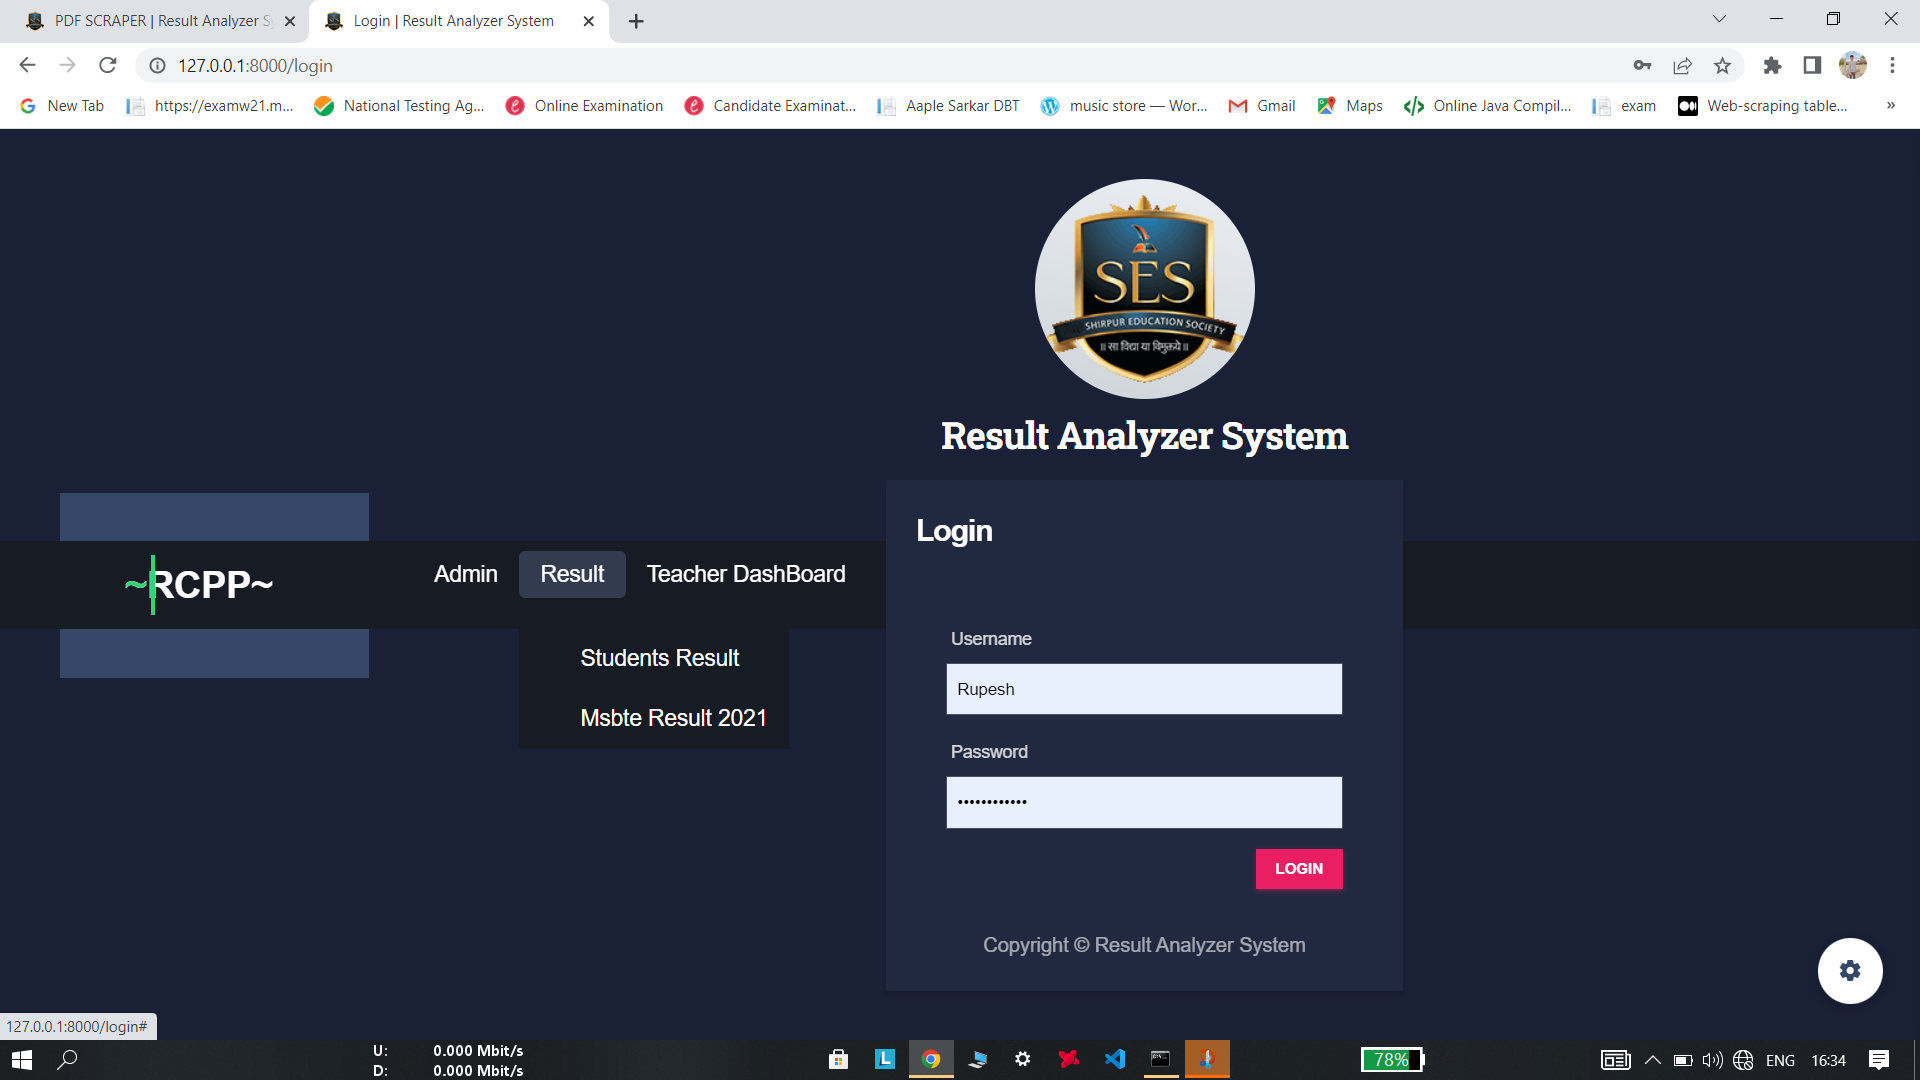 PDF SCRAPER | Result Analyzer S
Login | Result Analyzer System
127.0.0.1:8000/login
New Tab
https://examw21.m...
National Testing Ag...
Online Examination
Candidate Examinat...
Aaple Sarkar DBT
music store — Wor...
Gmail
Maps
Online Java Compil...
exam
Web-scraping table...
»
SES
SHIRPUR EDUCATION SOCIETY
॥ सा विद्या या विमुक्तये ॥
Result Analyzer System
~RCPP~
Admin
Result
Teacher DashBoard
Students Result
Msbte Result 2021
Login
Username
Rupesh
Password
••••••••••••
LOGIN
Copyright © Result Analyzer System
127.0.0.1:8000/login#
U: 0.000 Mbit/s
D: 0.000 Mbit/s
L
78%
ENG
16:34